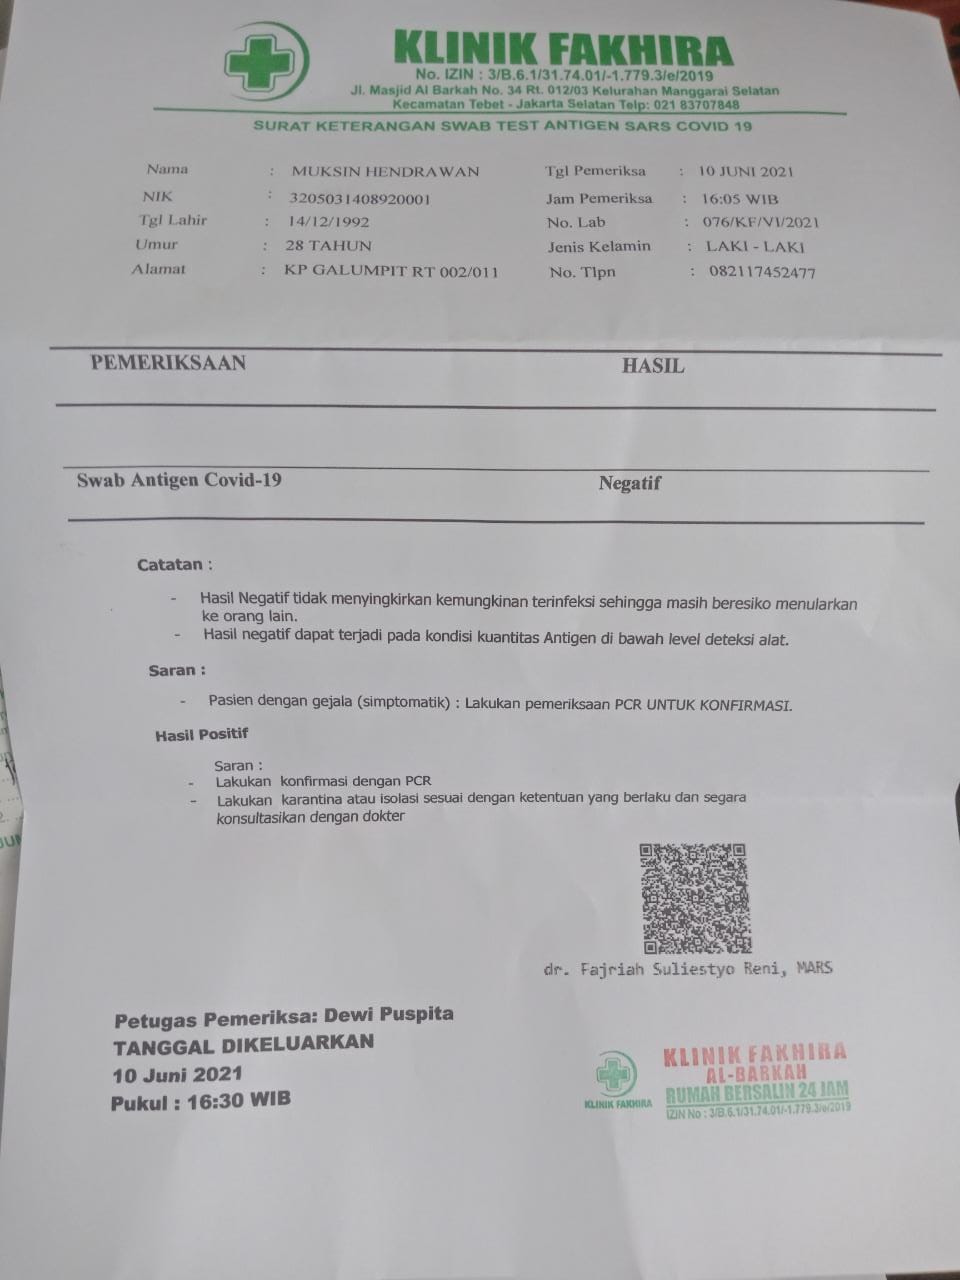 KLINIK FAKHIRA
No. IZIN : 3/B.6.1/31.74.01/-1.779.3/e/2019
Jl. Masjid Al Barkah No. 34 Rt. 012/03 Kelurahan Manggarai Selatan
Kecamatan Tebet - Jakarta Selatan Telp: 021 83707848
SURAT KETERANGAN SWAB TEST ANTIGEN SARS COVID 19
Nama : MUKSIN HENDRAWAN Tgl Pemeriksa : 10 JUNI 2021
NIK : 3205031408920001 Jam Pemeriksa : 16:05 WIB
Tgl Lahir : 14/12/1992 No. Lab : 076/KF/VI/2021
Umur : 28 TAHUN Jenis Kelamin : LAKI - LAKI
Alamat : KP GALUMPIT RT 002/011 No. Tlpn : 082117452477
PEMERIKSAAN HASIL
Swab Antigen Covid-19 Negatif
Catatan :
- Hasil Negatif tidak menyingkirkan kemungkinan terinfeksi sehingga masih beresiko menularkan
ke orang lain.
- Hasil negatif dapat terjadi pada kondisi kuantitas Antigen di bawah level deteksi alat.
Saran :
- Pasien dengan gejala (simptomatik) : Lakukan pemeriksaan PCR UNTUK KONFIRMASI.
Hasil Positif
Saran :
- Lakukan konfirmasi dengan PCR
- Lakukan karantina atau isolasi sesuai dengan ketentuan yang berlaku dan segara
konsultasikan dengan dokter
dr. Fajriah Suliestyo Reni, MARS
Petugas Pemeriksa: Dewi Puspita
TANGGAL DIKELUARKAN
10 Juni 2021
Pukul : 16:30 WIB
KLINIK FAKHIRA
KLINIK FAKHIRA
AL-BARKAH
RUMAH BERSALIN 24 JAM
IZIN No : 3/B.6.1/31.74.01/-1.779.3/e/2019